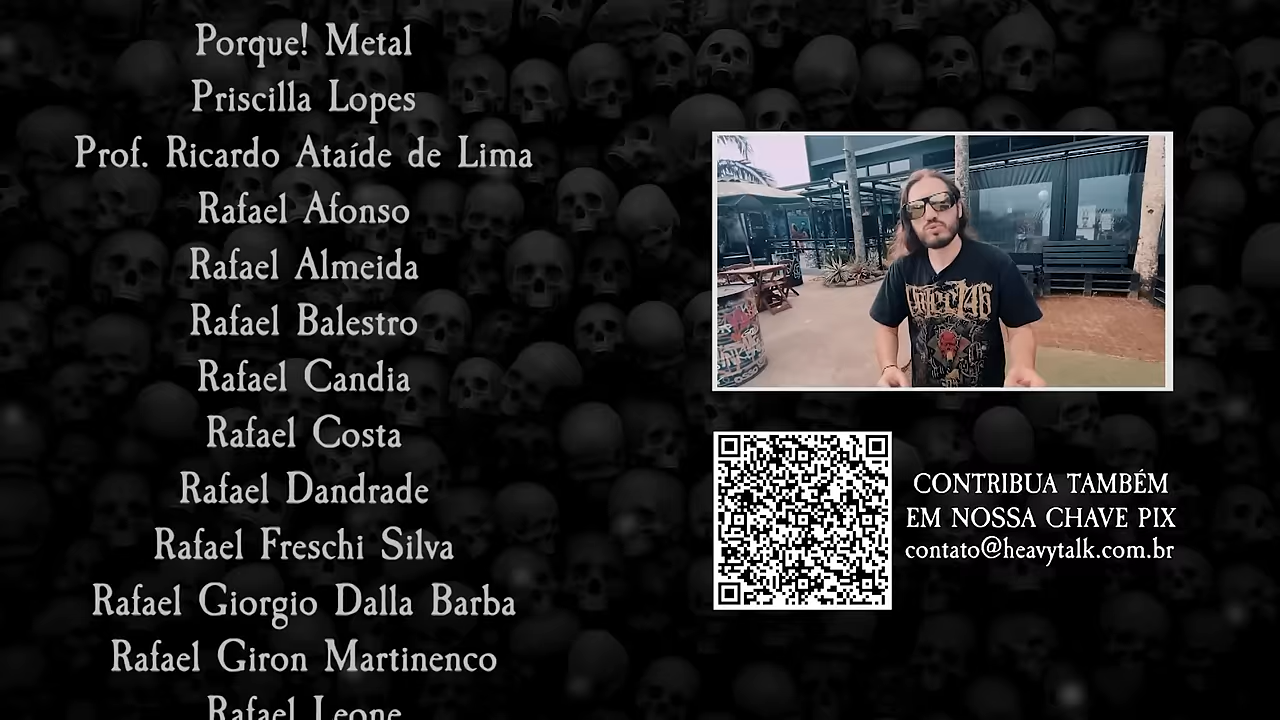 Porque! Metal
Priscilla Lopes
Prof. Ricardo Ataíde de Lima
Rafael Afonso
Rafael Almeida
Rafael Balestro
Rafael Candia
Rafael Costa
Rafael Dandrade
Rafael Freschi Silva
Rafael Giorgio Dalla Barba
Rafael Giron Martinenco
Rafael Leone
CONTRIBUA TAMBÉM
EM NOSSA CHAVE PIX
contato@heavytalk.com.br